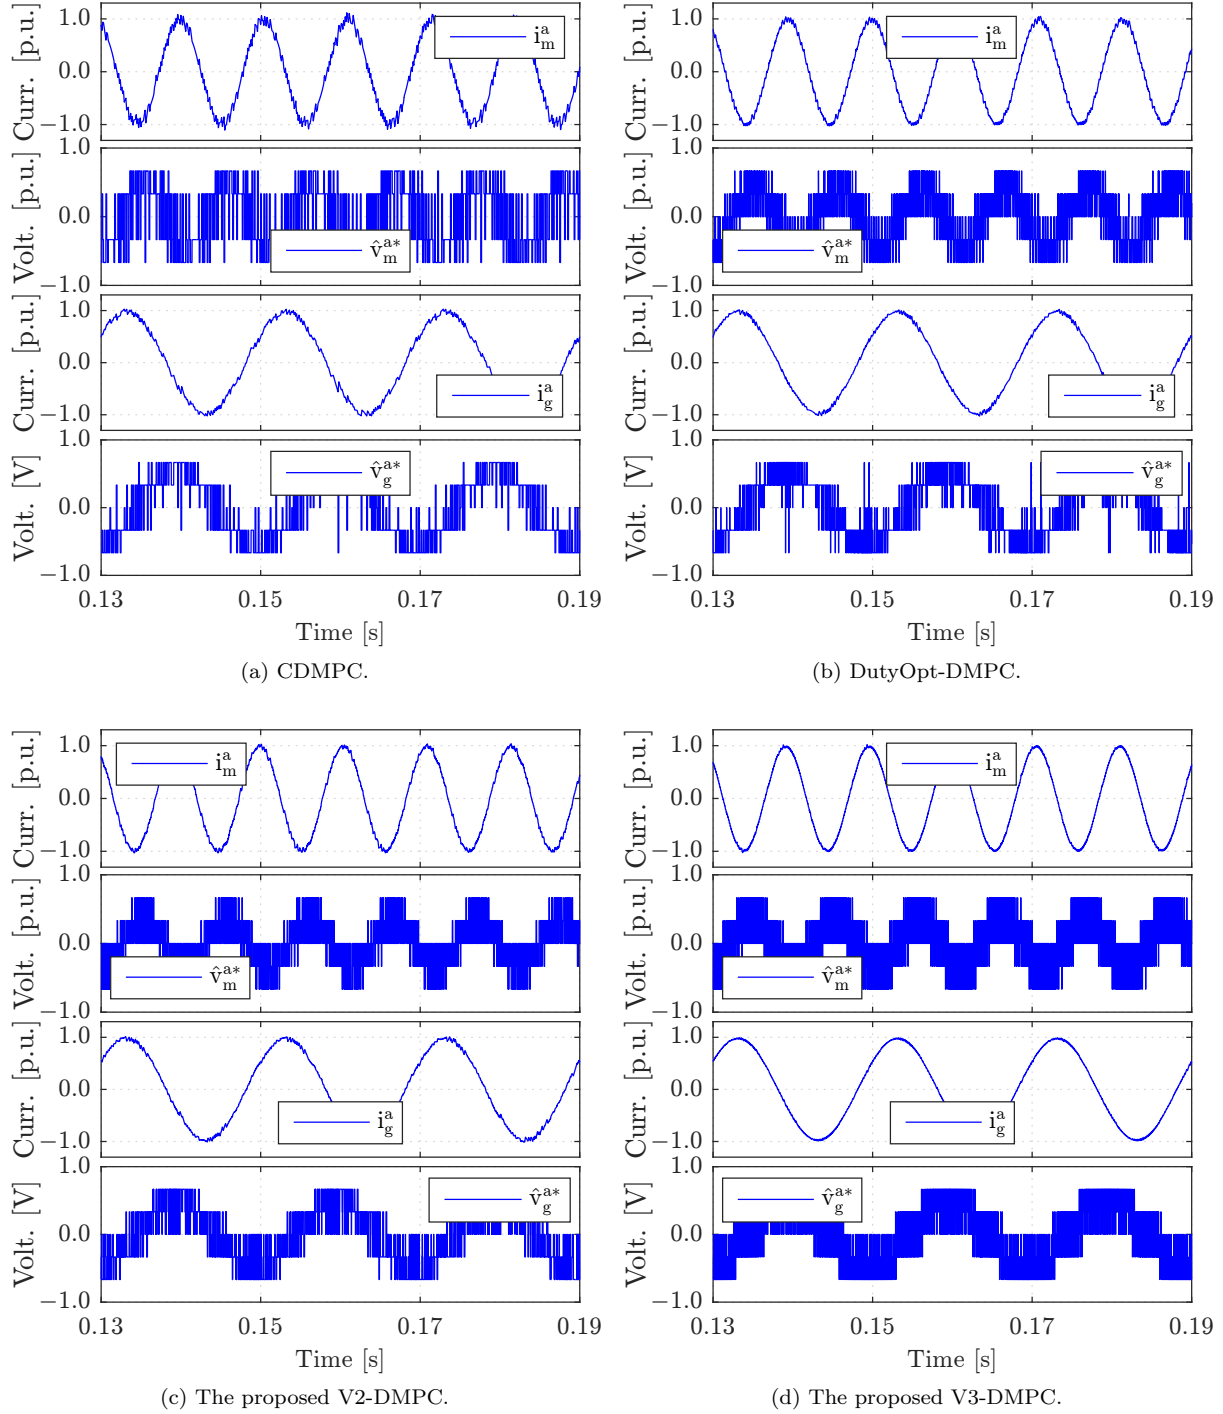 Curr. [p.u.]
1.0
0.0
−1.0
i_m^a
Volt. [p.u.]
1.0
0.0
−1.0
v̂_m^a*
Curr. [p.u.]
1.0
0.0
−1.0
i_g^a
Volt. [V]
1.0
0.0
−1.0
v̂_g^a*
0.13 0.15 0.17 0.19
Time [s]
(a) CDMPC.
Curr. [p.u.]
1.0
0.0
−1.0
i_m^a
Volt. [p.u.]
1.0
0.0
−1.0
v̂_m^a*
Curr. [p.u.]
1.0
0.0
−1.0
i_g^a
Volt. [V]
1.0
0.0
−1.0
v̂_g^a*
0.13 0.15 0.17 0.19
Time [s]
(b) DutyOpt-DMPC.
Curr. [p.u.]
1.0
0.0
−1.0
i_m^a
Volt. [p.u.]
1.0
0.0
−1.0
v̂_m^a*
Curr. [p.u.]
1.0
0.0
−1.0
i_g^a
Volt. [V]
1.0
0.0
−1.0
v̂_g^a*
0.13 0.15 0.17 0.19
Time [s]
(c) The proposed V2-DMPC.
Curr. [p.u.]
1.0
0.0
−1.0
i_m^a
Volt. [p.u.]
1.0
0.0
−1.0
v̂_m^a*
Curr. [p.u.]
1.0
0.0
−1.0
i_g^a
Volt. [V]
1.0
0.0
−1.0
v̂_g^a*
0.13 0.15 0.17 0.19
Time [s]
(d) The proposed V3-DMPC.